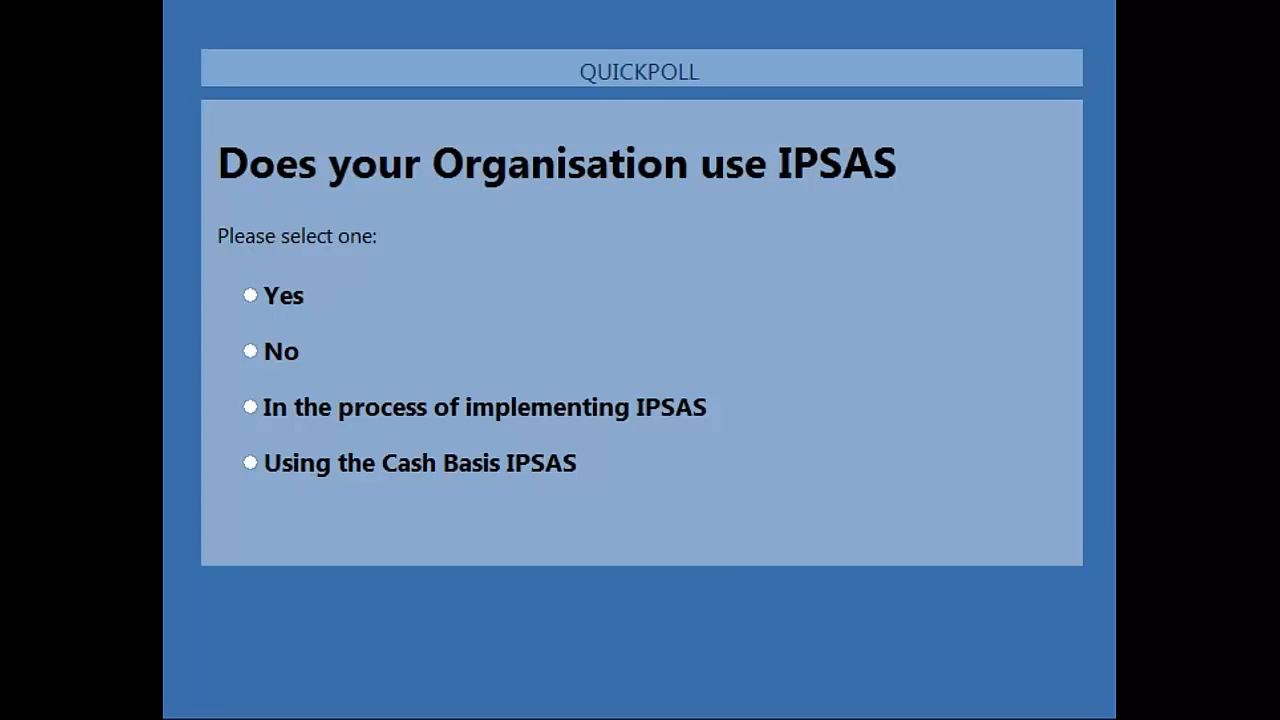 QUICKPOLL
Does your Organisation use IPSAS
Please select one:
Yes
No
In the process of implementing IPSAS
Using the Cash Basis IPSAS